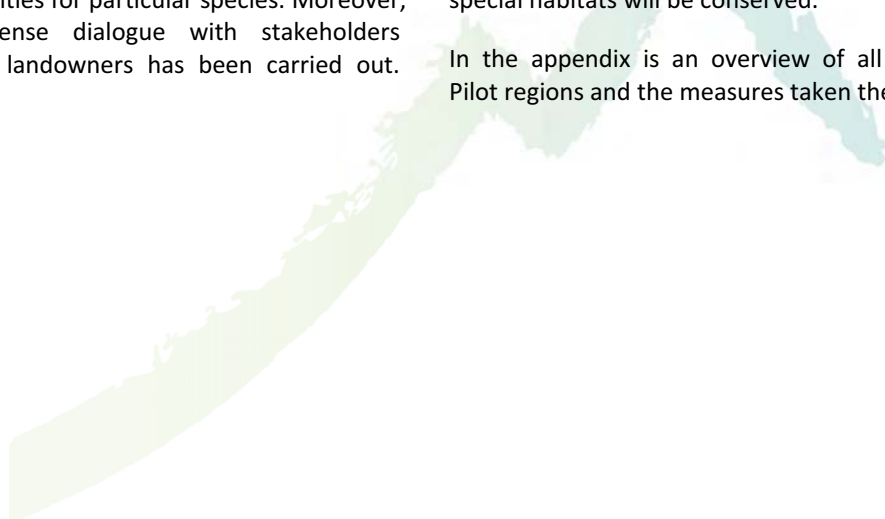 ities for particular species. Moreover,
ense dialogue with stakeholders
landowners has been carried out.
special habitats will be conserved.
In the appendix is an overview of all
Pilot regions and the measures taken the